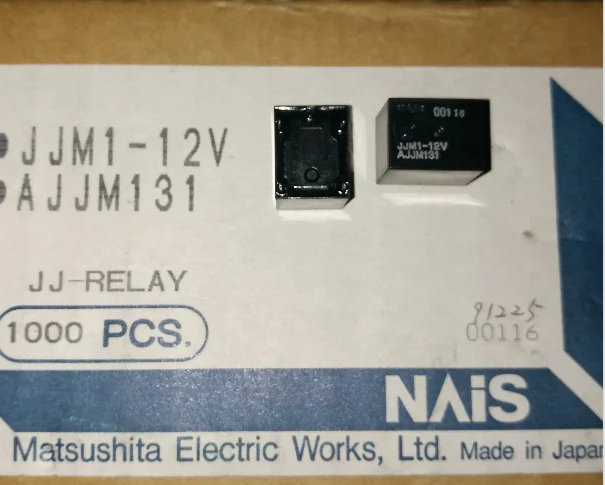 JJM1-12V
AJJM131
NAiS 00116
JJM1-12V
AJJM131
JJ-RELAY
1000 PCS.
91225
00116
NAiS
Matsushita Electric Works, Ltd. Made in Japan